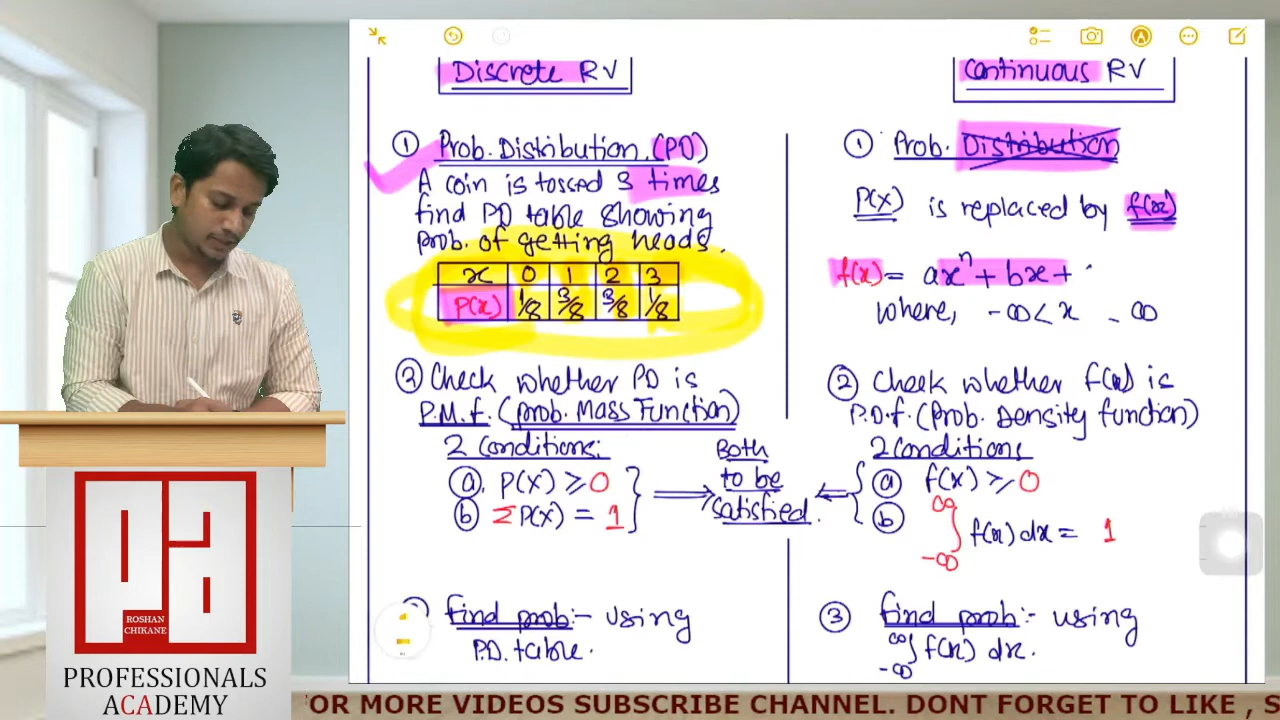 Discrete RV
① Prob. Distribution. (PD)
A coin is tossed 3 times
find PD table showing
prob. of getting heads.
x 0 1 2 3
P(x) 1/8 3/8 3/8 1/8
② Check whether PD is
P.M.f. (prob. Mass Function)
2 Conditions:
ⓐ. P(X) ≥ 0
ⓑ ΣP(X) = 1
Both
to be
satisfied.
find prob:- using
P.D. table.
Continuous RV
① Prob. Distribution
P(X) is replaced by f(x)
f(x) = ax^n + bx +
where, -∞ < x - ∞
② Check whether f(x) is
P.D.f. (Prob. Density function)
2 Conditions
ⓐ f(X) ≥ 0
ⓑ ∫_{-∞}^{∞} f(x) dx = 1
③ find prob:- using
∫_{-∞}^{∞} f(x) dx.
pa
ROSHAN
CHIKANE
PROFESSIONALS
ACADEMY
FOR MORE VIDEOS SUBSCRIBE CHANNEL. DONT FORGET TO LIKE , S